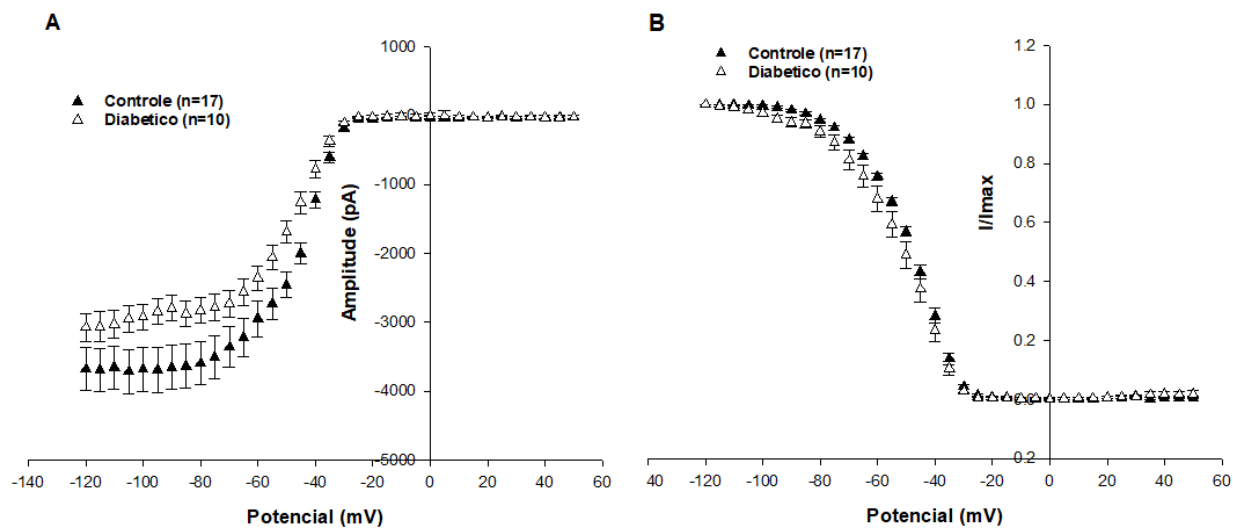 A
Controle (n=17)
Diabetico (n=10)
1000
0
-1000
-2000
-3000
-4000
-5000
Amplitude (pA)
-140 -120 -100 -80 -60 -40 -20 0 20 40 60
Potencial (mV)
B
Controle (n=17)
Diabetico (n=10)
1.2
1.0
0.8
0.6
0.4
0.2
0.0
0.2
I/Imax
40 -120 -100 -80 -60 -40 -20 0 20 40 60
Potencial (mV)